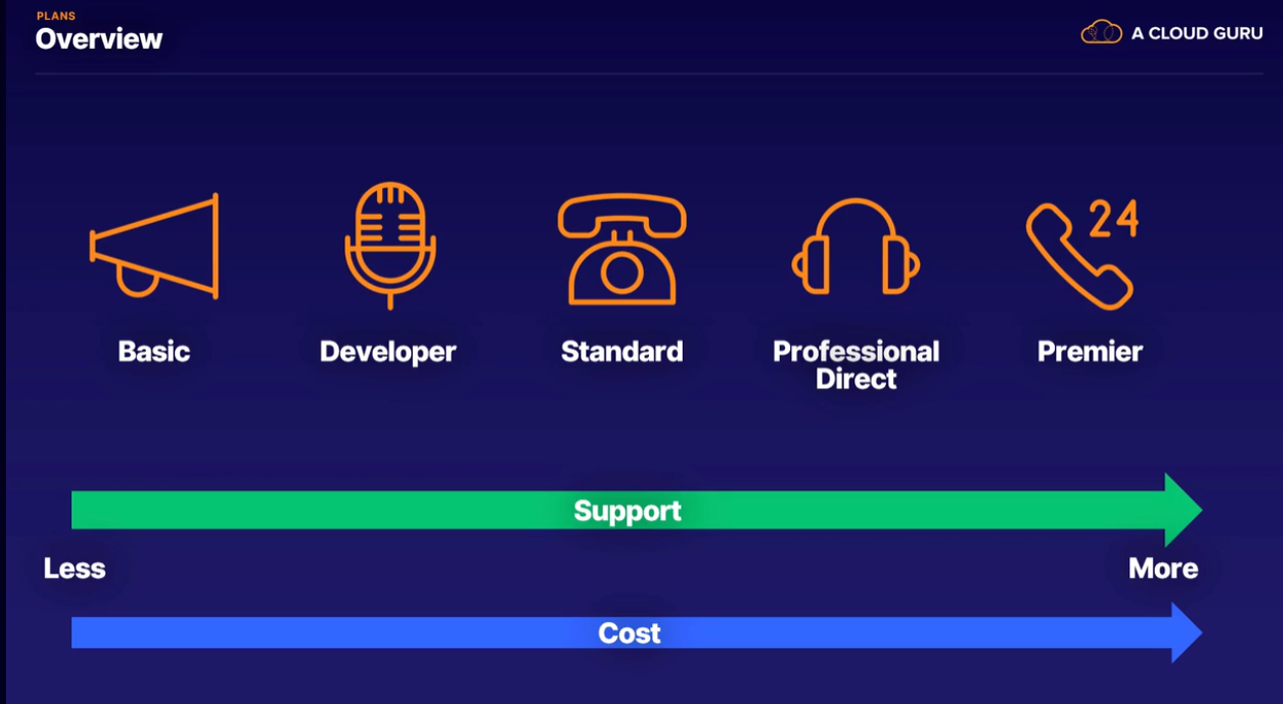 PLANS
Overview
A CLOUD GURU
24
Basic
Developer
Standard
Professional
Direct
Premier
Support
Less
More
Cost